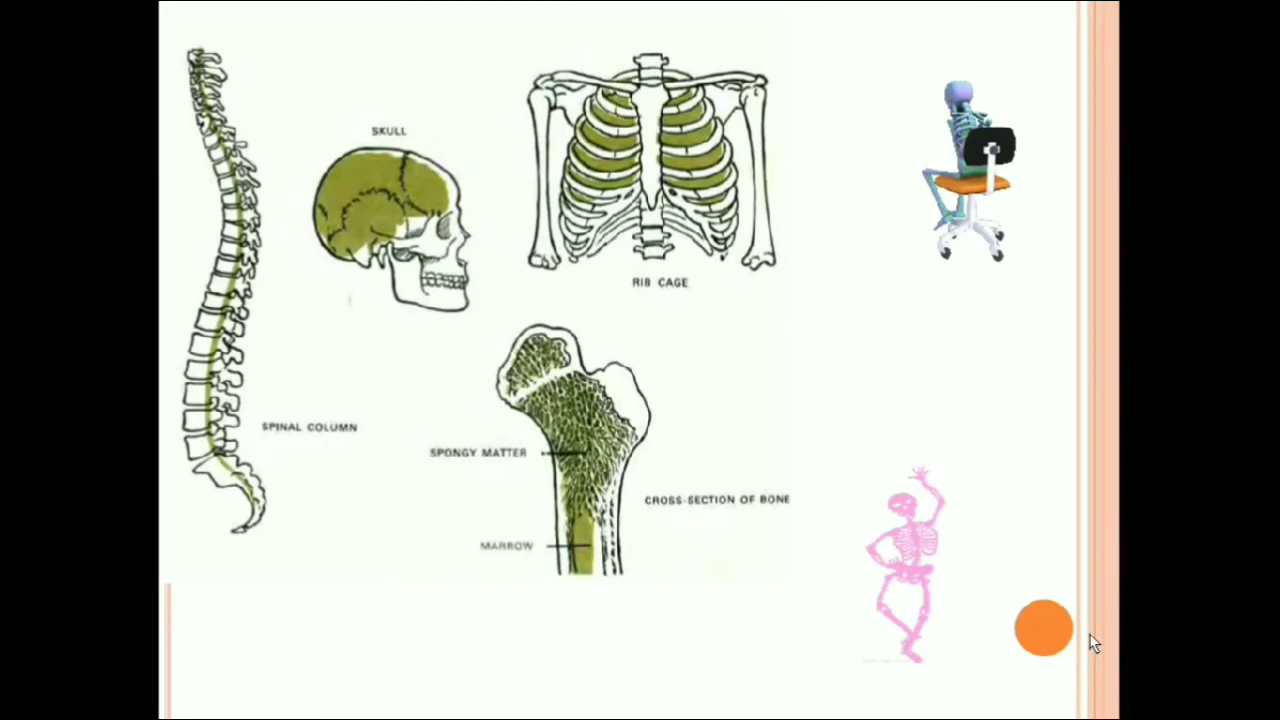 SKULL
RIB CAGE
SPINAL COLUMN
SPONGY MATTER
CROSS-SECTION OF BONE
MARROW